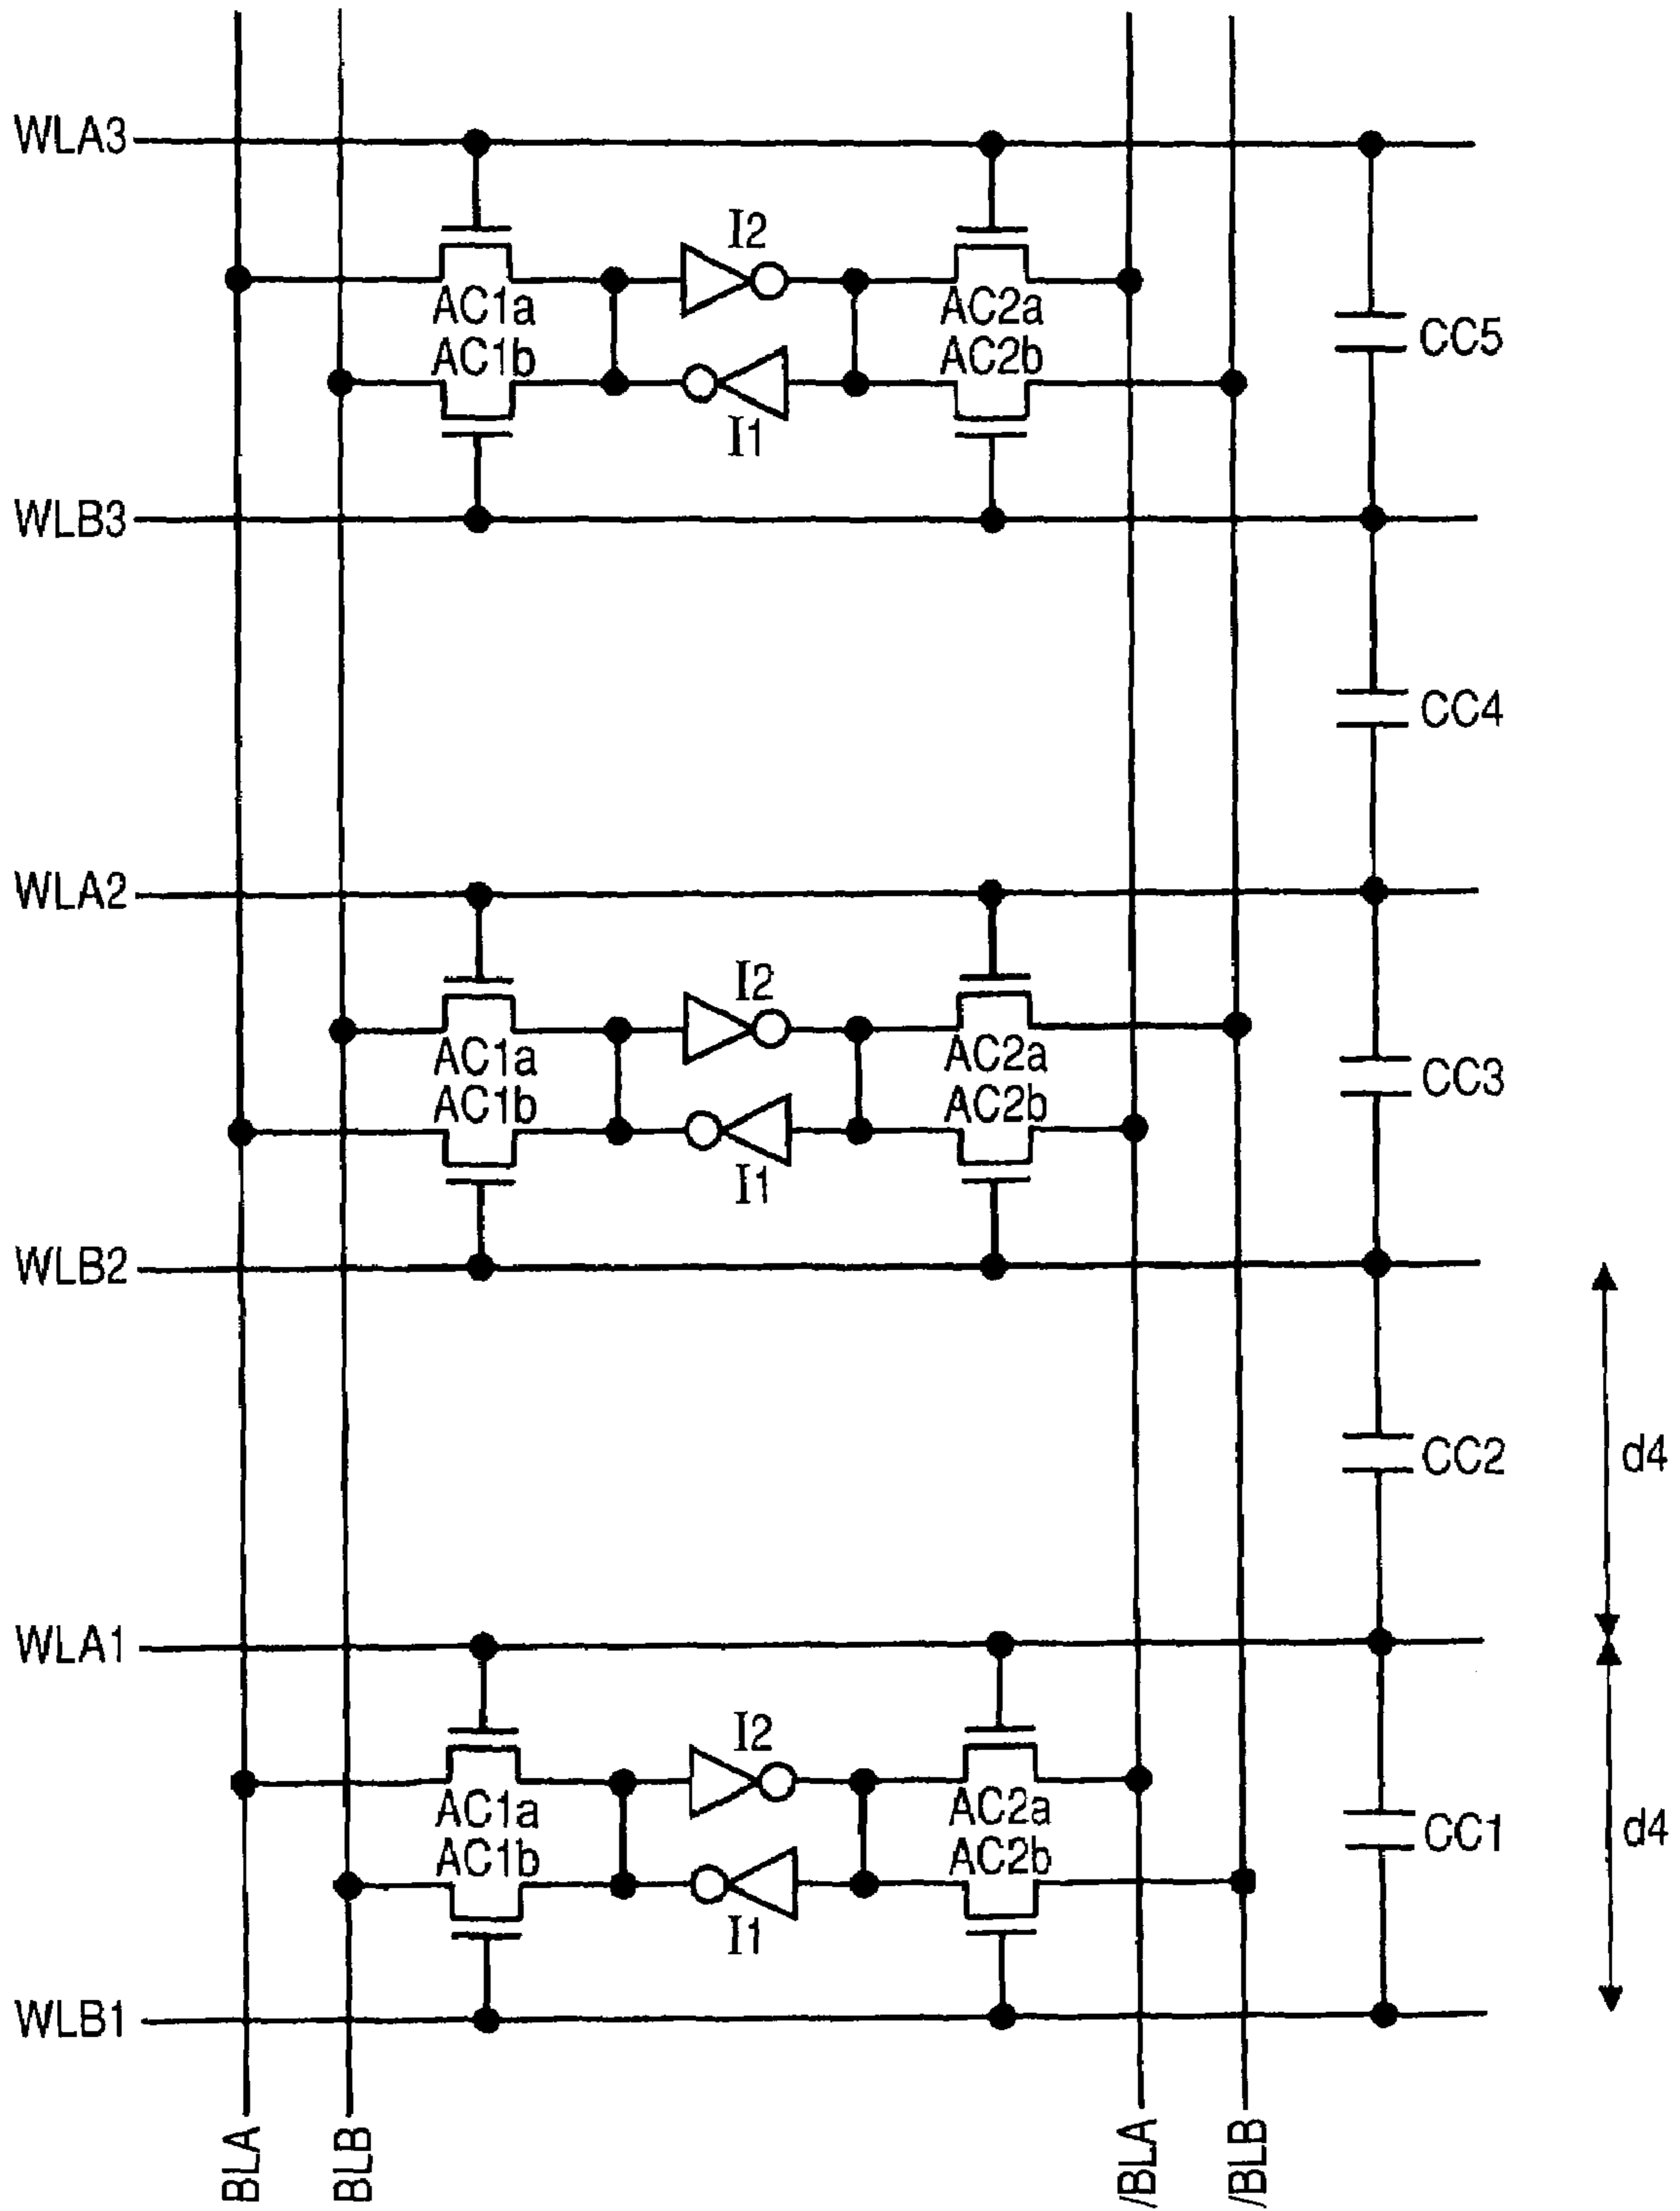 WLA3
I2
AC1a
AC2a
CC5
AC1b
AC2b
I1
WLB3
CC4
WLA2
I2
AC1a
AC2a
CC3
AC1b
AC2b
I1
WLB2
CC2
d4
WLA1
I2
AC1a
AC2a
CC1
d4
AC1b
AC2b
I1
WLB1
BLA
BLB
/BLA
/BLB